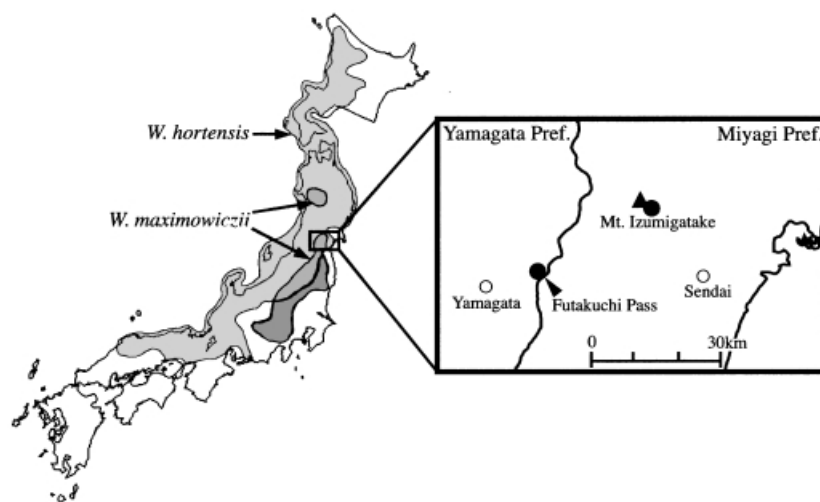 W. hortensis
W. maximowiczii
Yamagata Pref.
Miyagi Pref.
Mt. Izumigatake
Yamagata
Futakuchi Pass
Sendai
0
30km